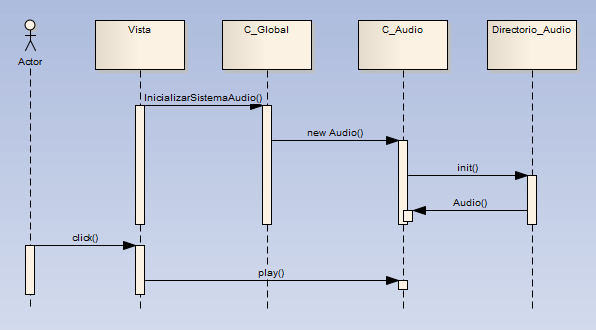 Vista
C_Global
C_Audio
Directorio_Audio
Actor
InicializarSistemaAudio()
new Audio()
init()
Audio()
click()
play()